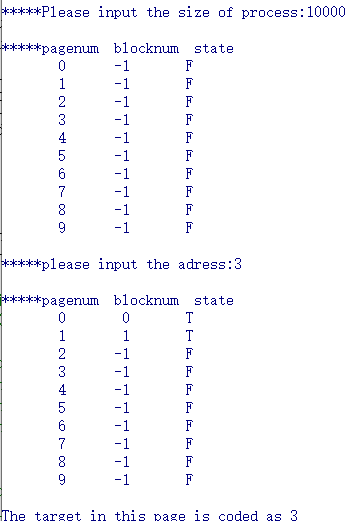 *****Please input the size of process:10000
*****pagenum blocknum state
0 -1 F
1 -1 F
2 -1 F
3 -1 F
4 -1 F
5 -1 F
6 -1 F
7 -1 F
8 -1 F
9 -1 F
*****please input the adress:3
*****pagenum blocknum state
0 0 T
1 1 T
2 -1 F
3 -1 F
4 -1 F
5 -1 F
6 -1 F
7 -1 F
8 -1 F
9 -1 F
The target in this page is coded as 3